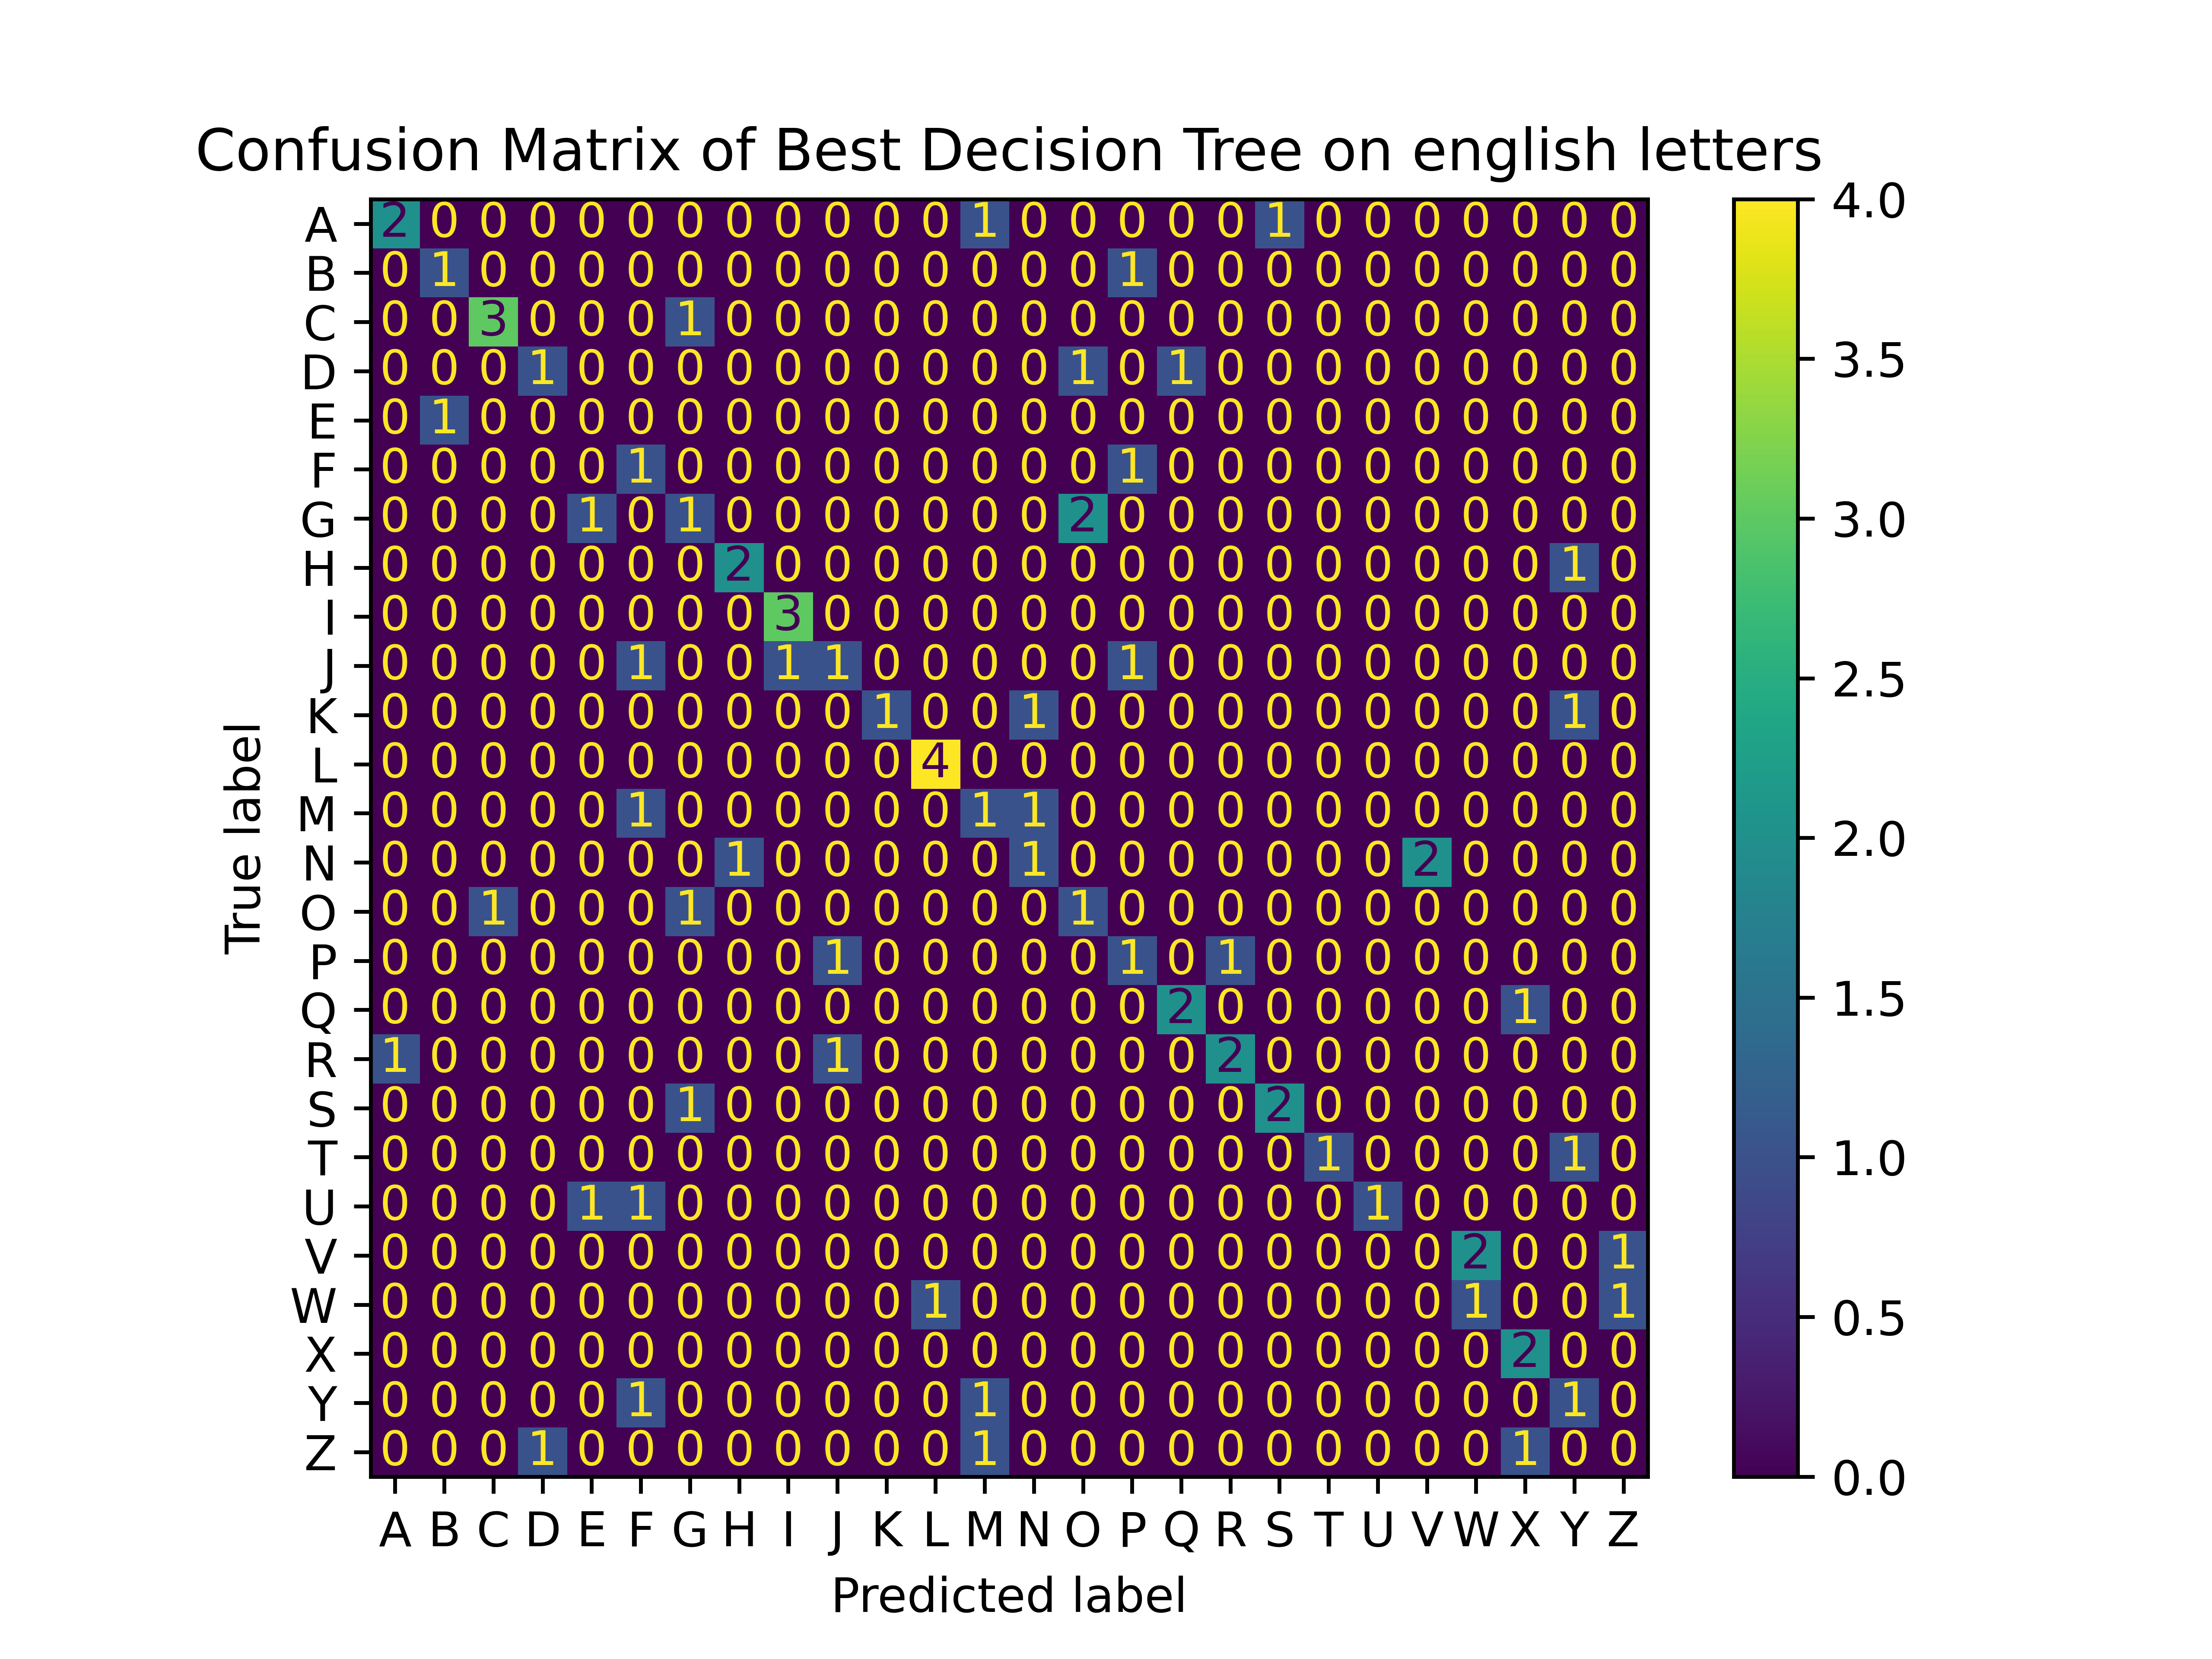 Confusion Matrix of Best Decision Tree on english letters
A 2 0 0 0 0 0 0 0 0 0 0 0 1 0 0 0 0 0 1 0 0 0 0 0 0 0
B 0 1 0 0 0 0 0 0 0 0 0 0 0 0 0 1 0 0 0 0 0 0 0 0 0 0
C 0 0 3 0 0 0 1 0 0 0 0 0 0 0 0 0 0 0 0 0 0 0 0 0 0 0
D 0 0 0 1 0 0 0 0 0 0 0 0 0 0 1 0 1 0 0 0 0 0 0 0 0 0
E 0 1 0 0 0 0 0 0 0 0 0 0 0 0 0 0 0 0 0 0 0 0 0 0 0 0
F 0 0 0 0 0 1 0 0 0 0 0 0 0 0 0 1 0 0 0 0 0 0 0 0 0 0
G 0 0 0 0 1 0 1 0 0 0 0 0 0 0 2 0 0 0 0 0 0 0 0 0 0 0
H 0 0 0 0 0 0 0 2 0 0 0 0 0 0 0 0 0 0 0 0 0 0 0 0 1 0
I 0 0 0 0 0 0 0 0 3 0 0 0 0 0 0 0 0 0 0 0 0 0 0 0 0 0
J 0 0 0 0 0 1 0 0 1 1 0 0 0 0 0 1 0 0 0 0 0 0 0 0 0 0
K 0 0 0 0 0 0 0 0 0 0 1 0 0 1 0 0 0 0 0 0 0 0 0 0 1 0
L 0 0 0 0 0 0 0 0 0 0 0 4 0 0 0 0 0 0 0 0 0 0 0 0 0 0
M 0 0 0 0 0 1 0 0 0 0 0 0 1 1 0 0 0 0 0 0 0 0 0 0 0 0
N 0 0 0 0 0 0 0 1 0 0 0 0 0 1 0 0 0 0 0 0 0 2 0 0 0 0
O 0 0 1 0 0 0 1 0 0 0 0 0 0 0 1 0 0 0 0 0 0 0 0 0 0 0
P 0 0 0 0 0 0 0 0 0 1 0 0 0 0 0 1 0 1 0 0 0 0 0 0 0 0
Q 0 0 0 0 0 0 0 0 0 0 0 0 0 0 0 0 2 0 0 0 0 0 0 1 0 0
R 1 0 0 0 0 0 0 0 0 1 0 0 0 0 0 0 0 2 0 0 0 0 0 0 0 0
S 0 0 0 0 0 0 1 0 0 0 0 0 0 0 0 0 0 0 2 0 0 0 0 0 0 0
T 0 0 0 0 0 0 0 0 0 0 0 0 0 0 0 0 0 0 0 1 0 0 0 0 1 0
U 0 0 0 0 1 1 0 0 0 0 0 0 0 0 0 0 0 0 0 0 1 0 0 0 0 0
V 0 0 0 0 0 0 0 0 0 0 0 0 0 0 0 0 0 0 0 0 0 0 2 0 0 1
W 0 0 0 0 0 0 0 0 0 0 0 1 0 0 0 0 0 0 0 0 0 0 1 0 0 1
X 0 0 0 0 0 0 0 0 0 0 0 0 0 0 0 0 0 0 0 0 0 0 0 2 0 0
Y 0 0 0 0 0 1 0 0 0 0 0 0 1 0 0 0 0 0 0 0 0 0 0 0 1 0
Z 0 0 0 1 0 0 0 0 0 0 0 0 1 0 0 0 0 0 0 0 0 0 0 1 0 0
A B C D E F G H I J K L M N O P Q R S T U V W X Y Z
Predicted label
True label
4.0
3.5
3.0
2.5
2.0
1.5
1.0
0.5
0.0